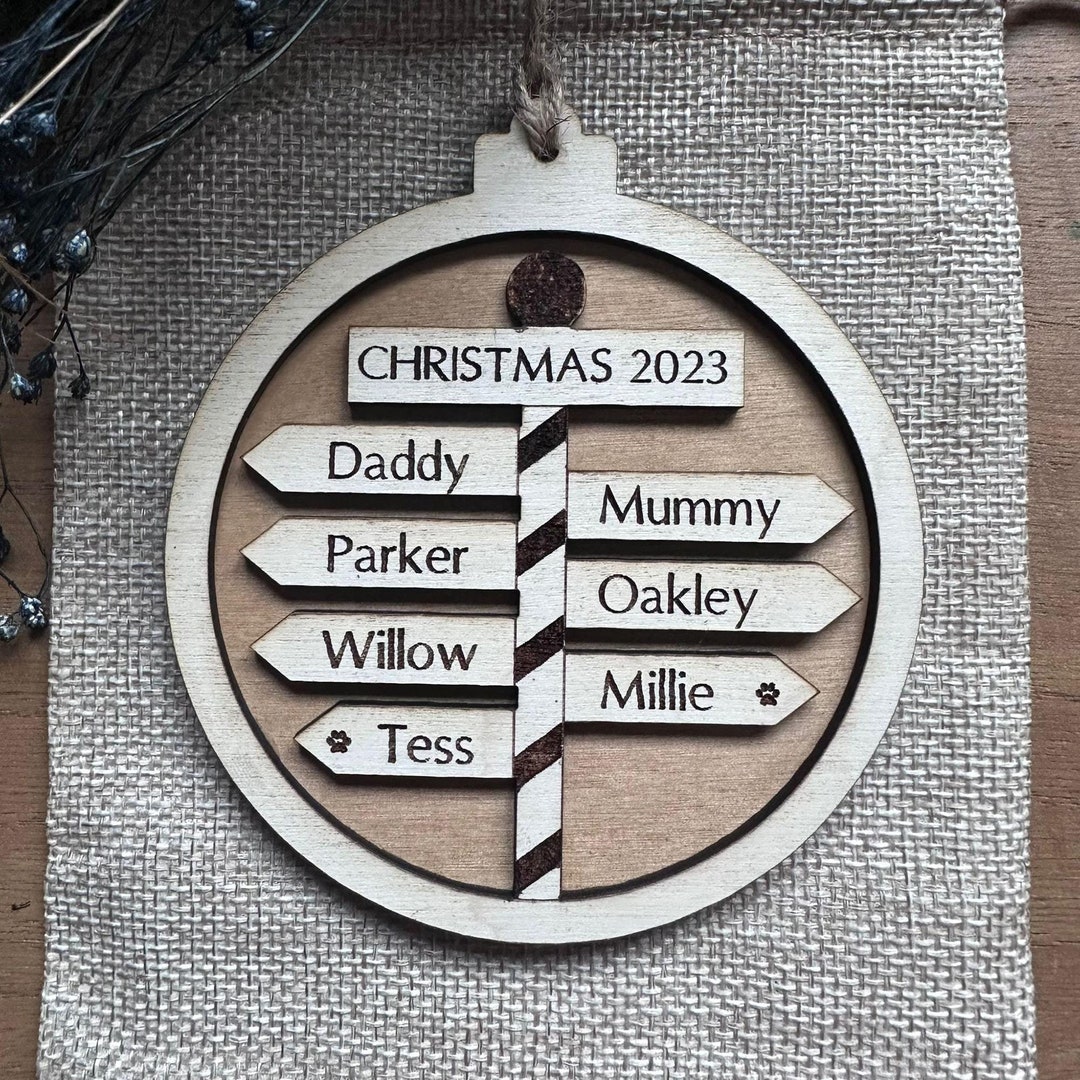 CHRISTMAS 2023
Daddy
Mummy
Parker
Oakley
Willow
Millie
Tess